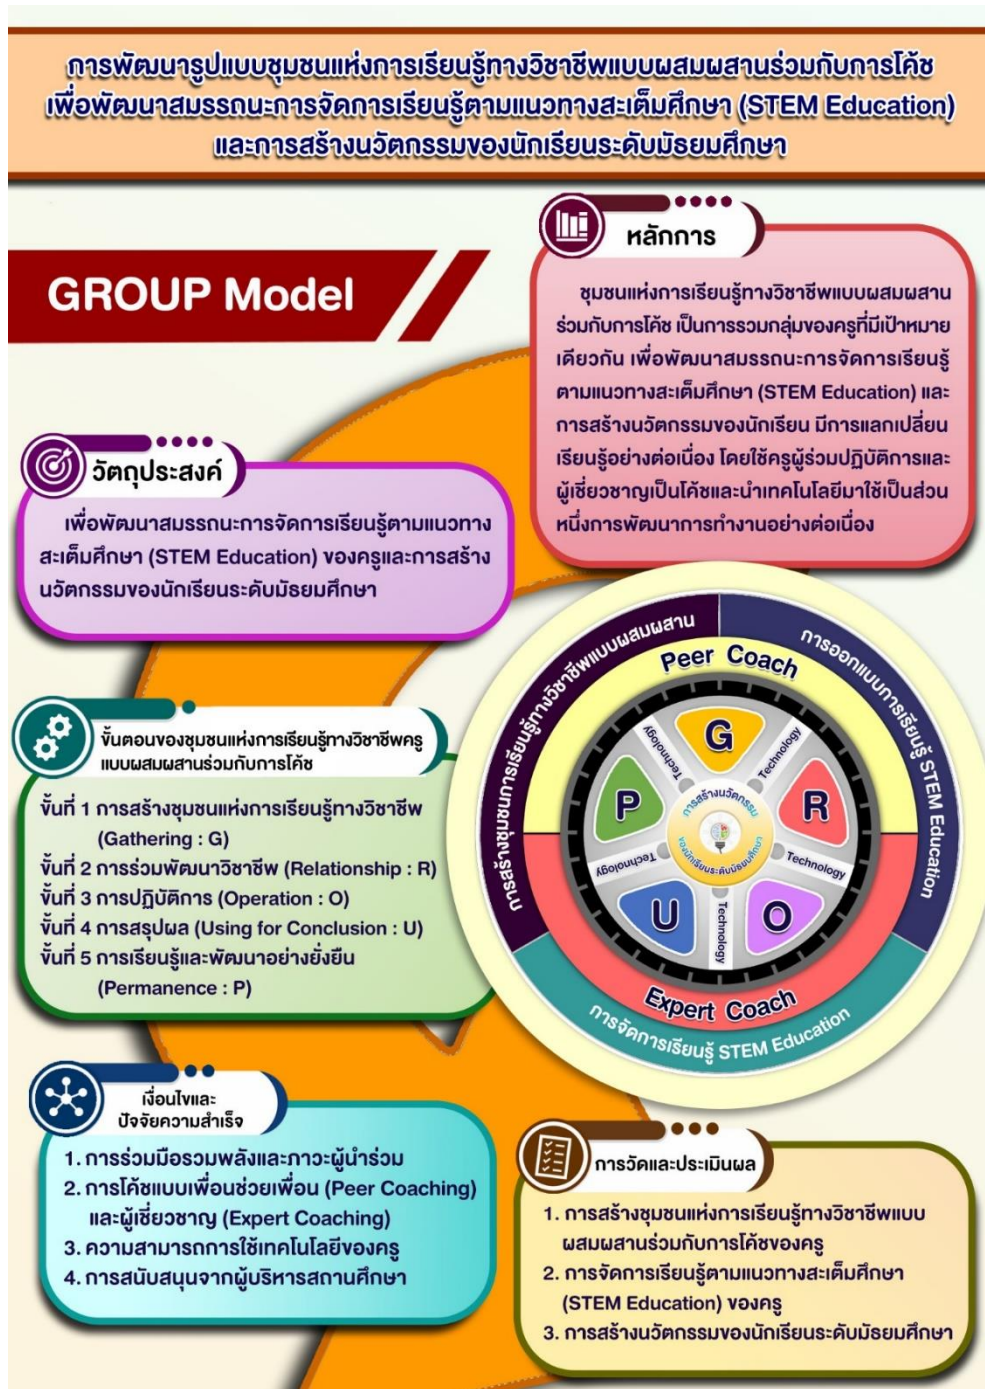 การพัฒนารูปแบบชุมชนแห่งการเรียนรู้ทางวิชาชีพแบบผสมผสานร่วมกับการโค้ช
เพื่อพัฒนาสมรรถนะการจัดการเรียนรู้ตามแนวทางสะเต็มศึกษา (STEM Education)
และการสร้างนวัตกรรมของนักเรียนระดับมัธยมศึกษา
GROUP Model
หลักการ
ชุมชนแห่งการเรียนรู้ทางวิชาชีพแบบผสมผสาน
ร่วมกับการโค้ช เป็นการรวมกลุ่มของครูที่มีเป้าหมาย
เดียวกัน เพื่อพัฒนาสมรรถนะการจัดการเรียนรู้
ตามแนวทางสะเต็มศึกษา (STEM Education) และ
การสร้างนวัตกรรมของนักเรียน มีการแลกเปลี่ยน
เรียนรู้อย่างต่อเนื่อง โดยใช้ครูผู้ร่วมปฏิบัติการและ
ผู้เชี่ยวชาญเป็นโค้ชและนำเทคโนโลยีมาใช้เป็นส่วน
หนึ่งการพัฒนาการทำงานอย่างต่อเนื่อง
วัตถุประสงค์
เพื่อพัฒนาสมรรถนะการจัดการเรียนรู้ตามแนวทาง
สะเต็มศึกษา (STEM Education) ของครูและการสร้าง
นวัตกรรมของนักเรียนระดับมัธยมศึกษา
ขั้นตอนของชุมชนแห่งการเรียนรู้ทางวิชาชีพครู
แบบผสมผสานร่วมกับการโค้ช
ขั้นที่ 1 การสร้างชุมชนแห่งการเรียนรู้ทางวิชาชีพ
(Gathering : G)
ขั้นที่ 2 การร่วมพัฒนาวิชาชีพ (Relationship : R)
ขั้นที่ 3 การปฏิบัติการ (Operation : O)
ขั้นที่ 4 การสรุปผล (Using for Conclusion : U)
ขั้นที่ 5 การเรียนรู้และพัฒนาอย่างยั่งยืน
(Permanence : P)
การสร้างชุมชนการเรียนรู้ทางวิชาชีพแบบผสมผสาน
การออกแบบการเรียนรู้ STEM Education
การจัดการเรียนรู้ STEM Education
Peer Coach
Expert Coach
G
R
O
U
P
Technology
Technology
Technology
Technology
Technology
การสร้างนวัตกรรม
ของนักเรียนระดับมัธยมศึกษา
เงื่อนไขและ
ปัจจัยความสำเร็จ
1. การร่วมมือรวมพลังและภาวะผู้นำร่วม
2. การโค้ชแบบเพื่อนช่วยเพื่อน (Peer Coaching)
และผู้เชี่ยวชาญ (Expert Coaching)
3. ความสามารถการใช้เทคโนโลยีของครู
4. การสนับสนุนจากผู้บริหารสถานศึกษา
การวัดและประเมินผล
1. การสร้างชุมชนแห่งการเรียนรู้ทางวิชาชีพแบบ
ผสมผสานร่วมกับการโค้ชของครู
2. การจัดการเรียนรู้ตามแนวทางสะเต็มศึกษา
(STEM Education) ของครู
3. การสร้างนวัตกรรมของนักเรียนระดับมัธยมศึกษา